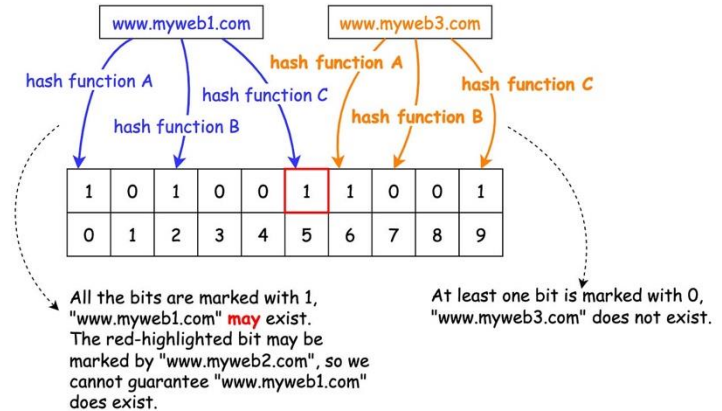 www.myweb1.com
www.myweb3.com
hash function A
hash function B
hash function C
hash function A
hash function B
hash function C
1 0 1 0 0 1 1 0 0 1
0 1 2 3 4 5 6 7 8 9
All the bits are marked with 1,
"www.myweb1.com" may exist.
The red-highlighted bit may be
marked by "www.myweb2.com", so we
cannot guarantee "www.myweb1.com"
does exist.
At least one bit is marked with 0,
"www.myweb3.com" does not exist.